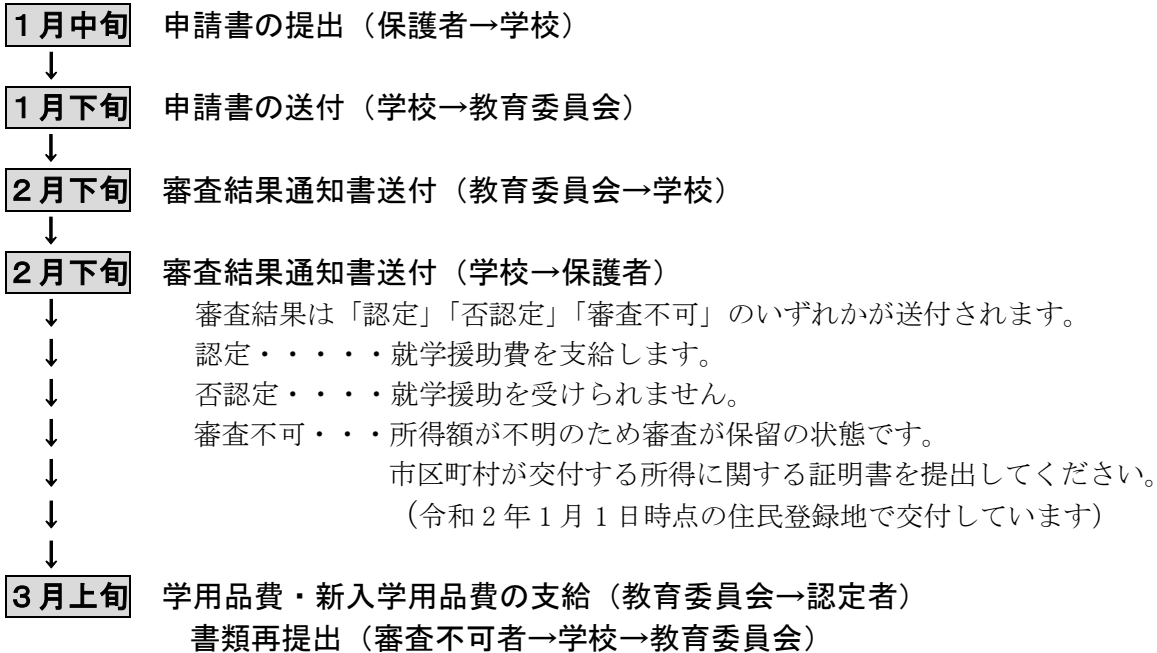 １月中旬 申請書の提出（保護者→学校）
↓
１月下旬 申請書の送付（学校→教育委員会）
↓
２月下旬 審査結果通知書送付（教育委員会→学校）
↓
２月下旬 審査結果通知書送付（学校→保護者）
↓ 審査結果は「認定」「否認定」「審査不可」のいずれかが送付されます。
↓ 認定・・・・・就学援助費を支給します。
↓ 否認定・・・・就学援助を受けられません。
↓ 審査不可・・・所得額が不明のため審査が保留の状態です。
↓ 市区町村が交付する所得に関する証明書を提出してください。
↓ （令和２年１月１日時点の住民登録地で交付しています）
↓
３月上旬 学用品費・新入学用品費の支給（教育委員会→認定者）
書類再提出（審査不可者→学校→教育委員会）